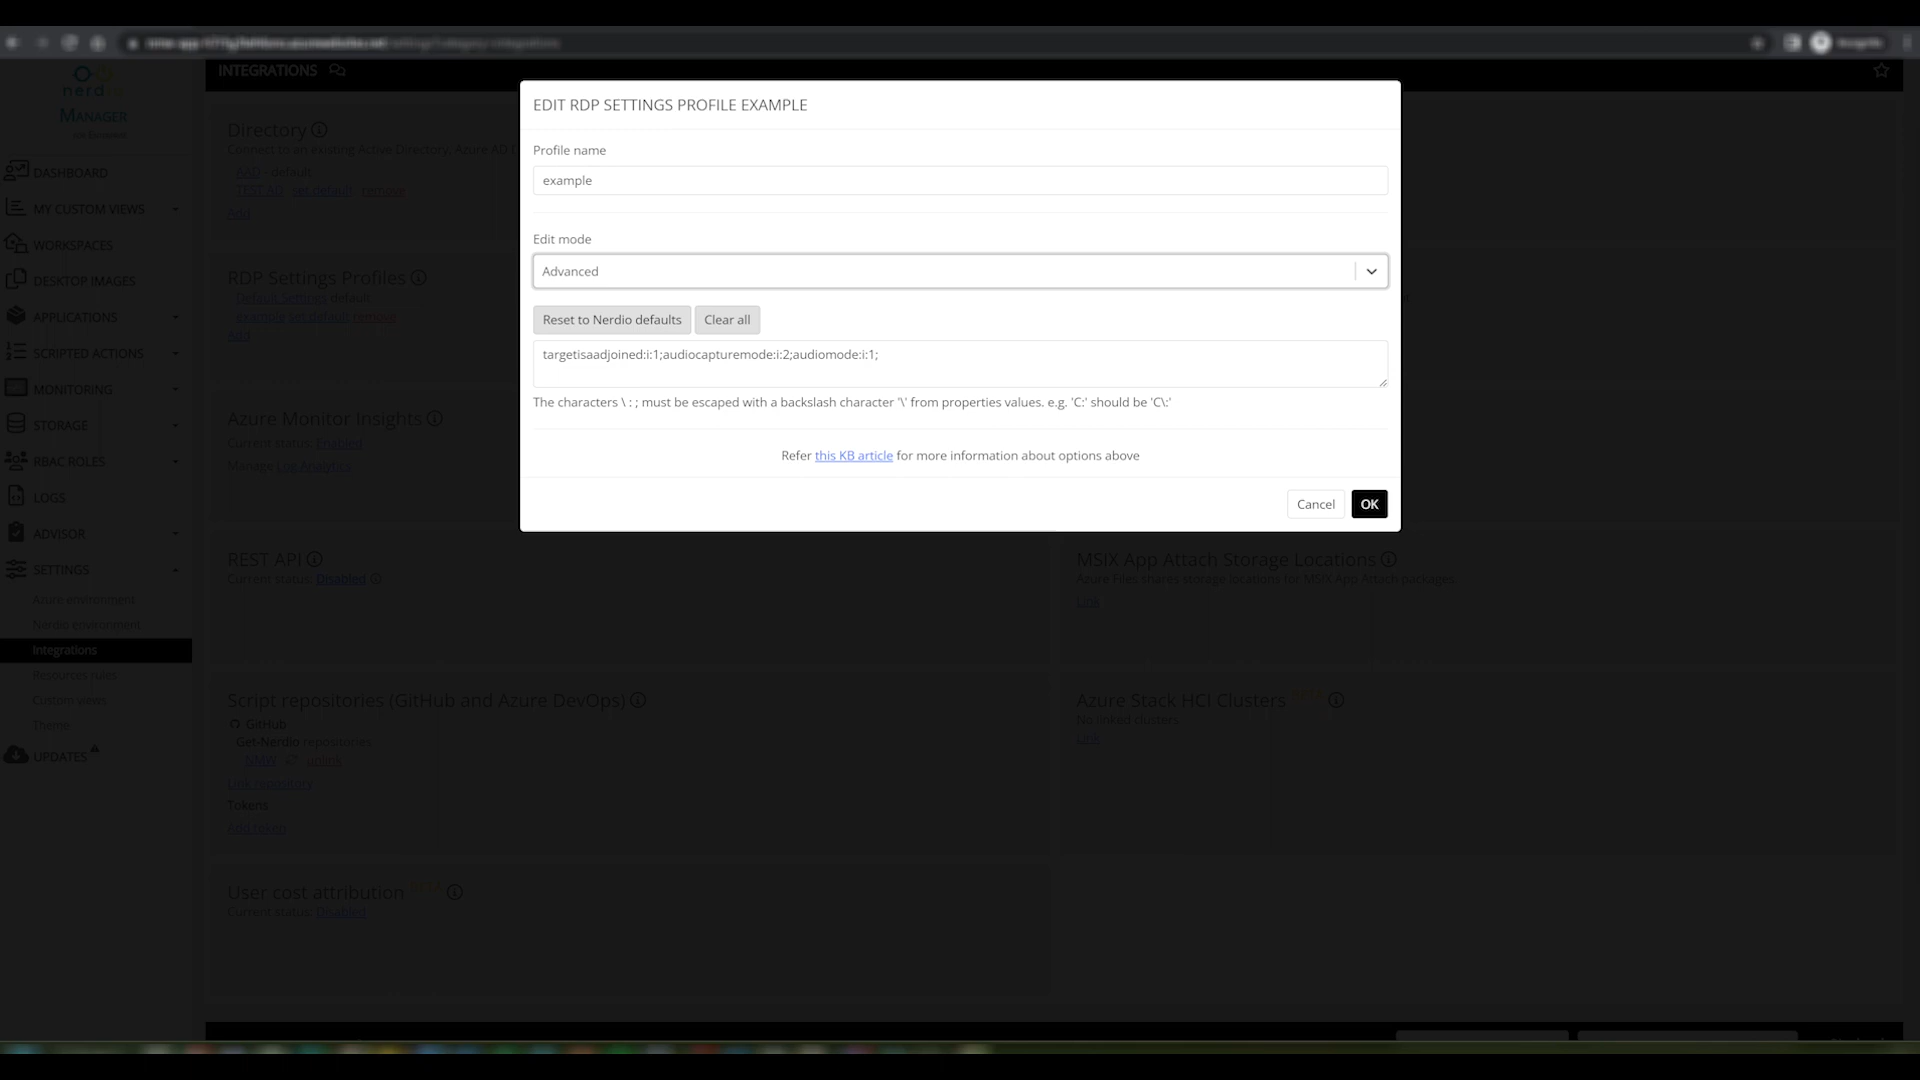 INTEGRATIONS
nerdio
MANAGER
for Enterprise
DASHBOARD
MY CUSTOM VIEWS
WORKSPACES
DESKTOP IMAGES
APPLICATIONS
SCRIPTED ACTIONS
MONITORING
STORAGE
RBAC ROLES
LOGS
ADVISOR
SETTINGS
Azure environment
Nerdio environment
Integrations
Resources rules
Custom views
Theme
UPDATES
Directory
Connect to an existing Active Directory, Azure AD
AAD - default
TEST AD set default remove
Add
RDP Settings Profiles
Default Settings default
example set default remove
Add
Azure Monitor Insights
Current status: Enabled
Manage Log Analytics
EDIT RDP SETTINGS PROFILE EXAMPLE
Profile name
example
Edit mode
Advanced
Reset to Nerdio defaults Clear all
targetisaadjoined:i:1;audiocapturemode:i:2;audiomode:i:1;
The characters \ : ; must be escaped with a backslash character '\' from properties values. e.g. 'C:' should be 'C\:'
Refer this KB article for more information about options above
Cancel OK
REST API
Current status: Disabled
MSIX App Attach Storage Locations
Azure Files shares storage locations for MSIX App Attach packages
Link
Script repositories (GitHub and Azure DevOps)
GitHub
Get-Nerdio repositories
NMW unlink
Link repository
Tokens
Add token
Azure Stack HCI Clusters BETA
No linked clusters
Link
User cost attribution BETA
Current status: Disabled